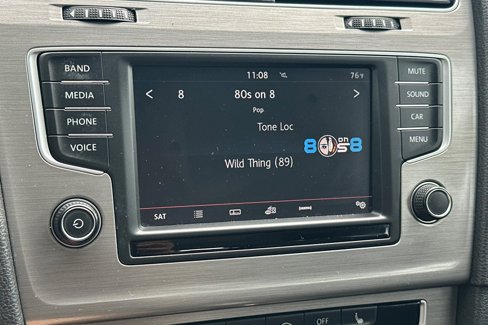 BAND
MEDIA
PHONE
VOICE
11:08
76°F
< 8 80s on 8 >
Pop
Tone Loc
8 on 8
Wild Thing (89)
SAT
MUTE
SOUND
CAR
MENU
OFF